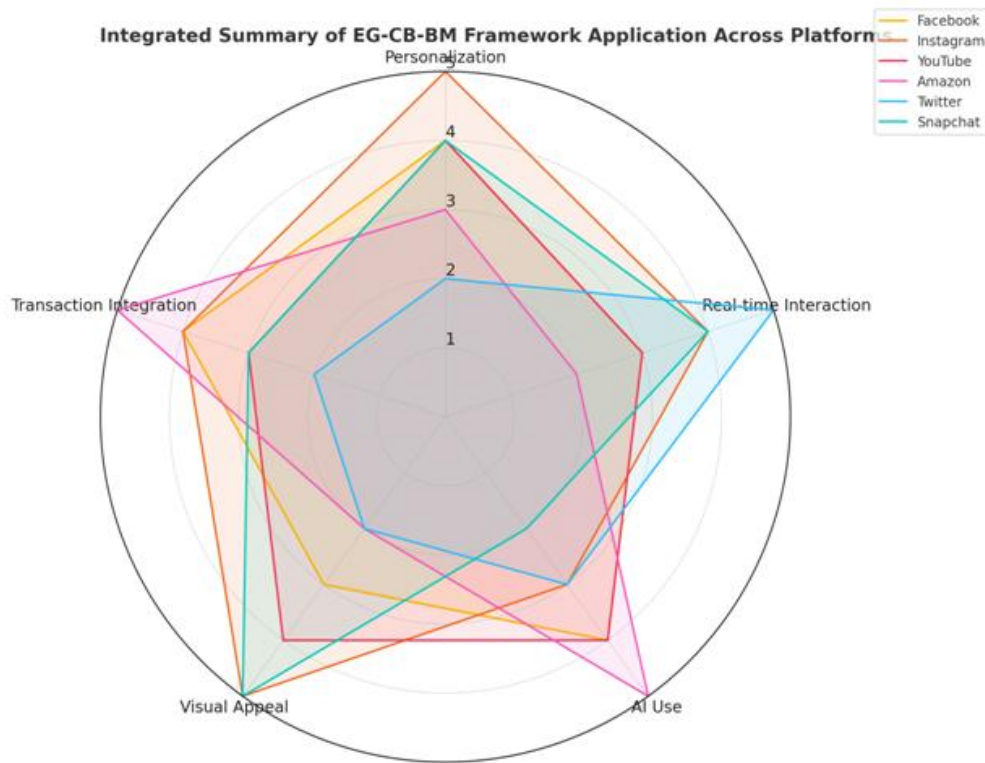 Integrated Summary of EG-CB-BM Framework Application Across Platforms
Facebook
Instagram
YouTube
Amazon
Twitter
Snapchat
Personalization
5
4
3
2
1
Transaction Integration
Real-time Interaction
Visual Appeal
AI Use